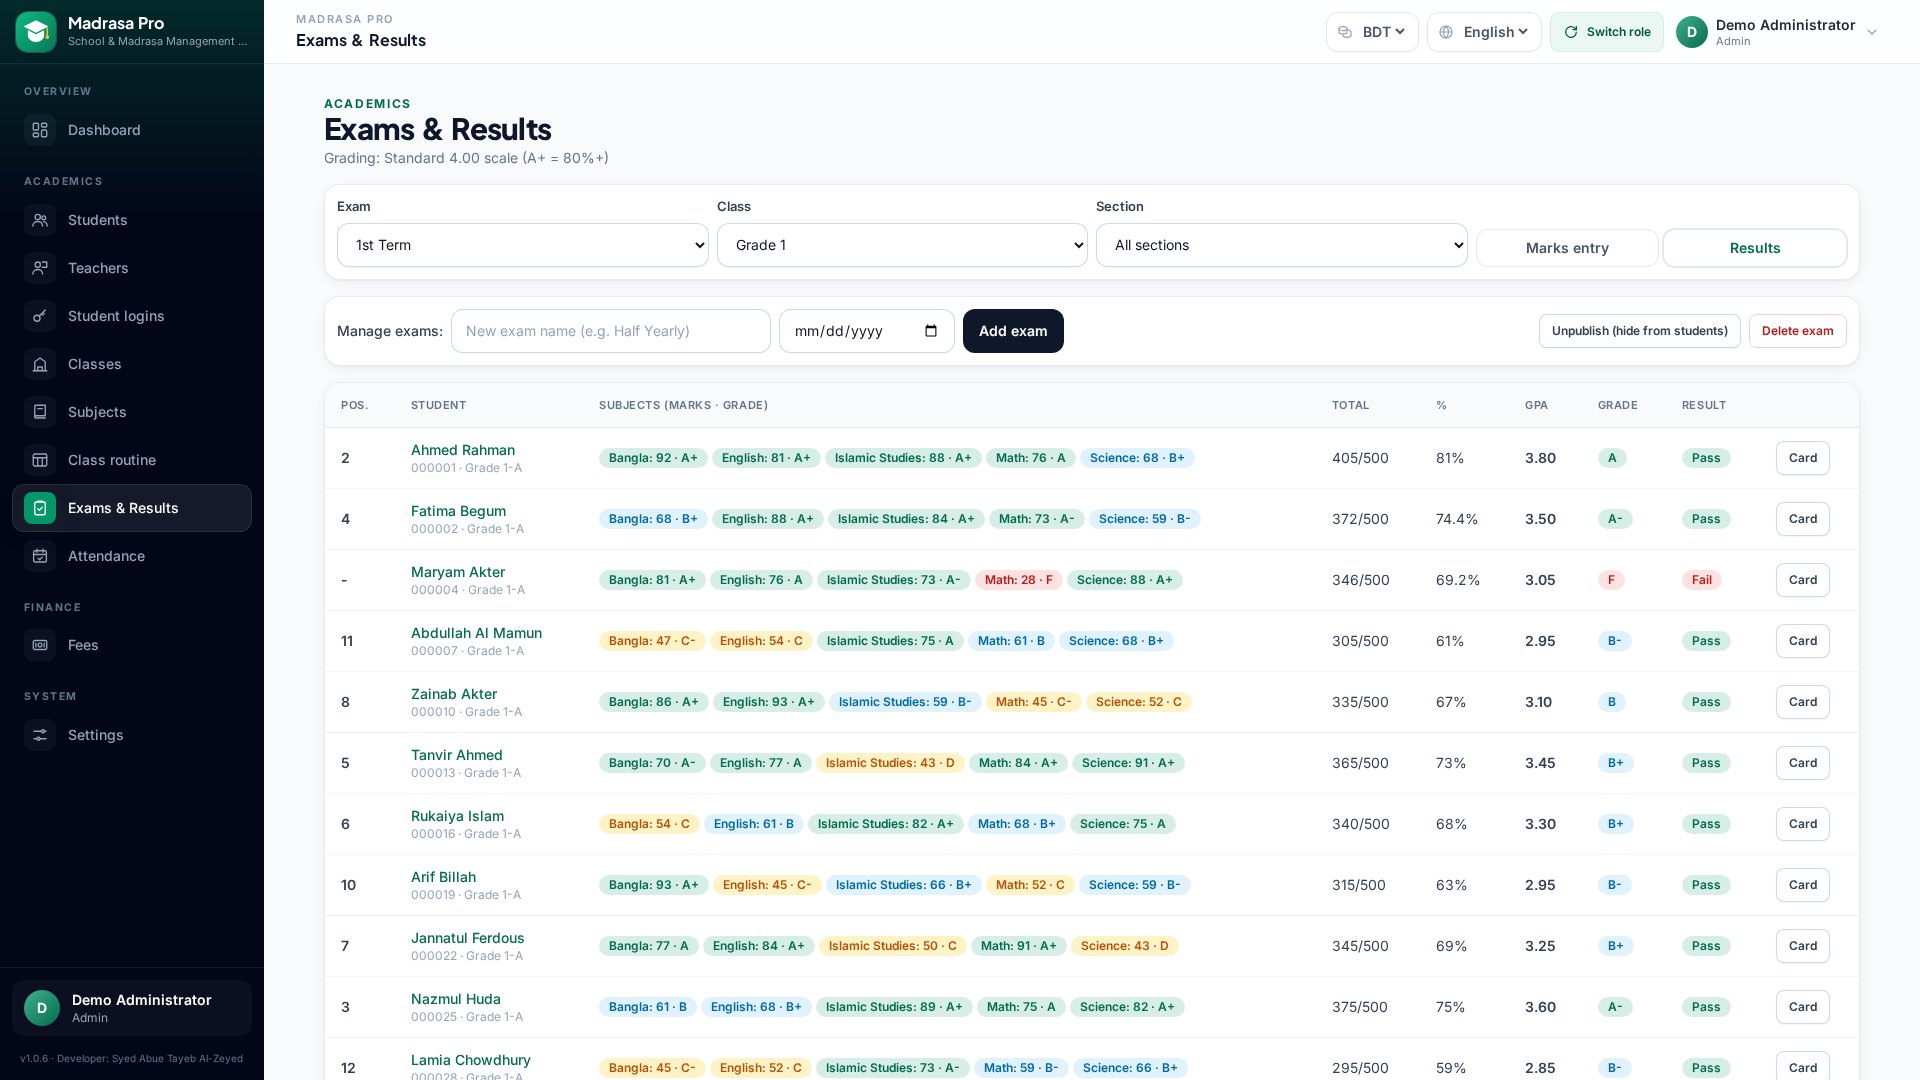 Madrasa Pro
School & Madrasa Management ...
OVERVIEW
Dashboard
ACADEMICS
Students
Teachers
Student logins
Classes
Subjects
Class routine
Exams & Results
Attendance
FINANCE
Fees
SYSTEM
Settings
D
Demo Administrator
Admin
v1.0.6 · Developer: Syed Abue Tayeb Al-Zeyed
MADRASA PRO
Exams & Results
BDT
English
Switch role
D
Demo Administrator
Admin
ACADEMICS
Exams & Results
Grading: Standard 4.00 scale (A+ = 80%+)
Exam
1st Term
Class
Grade 1
Section
All sections
Marks entry
Results
Manage exams:
New exam name (e.g. Half Yearly)
mm/dd/yyyy
Add exam
Unpublish (hide from students)
Delete exam
POS. STUDENT SUBJECTS (MARKS · GRADE) TOTAL % GPA GRADE RESULT
2 Ahmed Rahman Bangla: 92 · A+ English: 81 · A+ Islamic Studies: 88 · A+ Math: 76 · A Science: 68 · B+ 405/500 81% 3.80 A Pass Card
000001 · Grade 1-A
4 Fatima Begum Bangla: 68 · B+ English: 88 · A+ Islamic Studies: 84 · A+ Math: 73 · A- Science: 59 · B- 372/500 74.4% 3.50 A- Pass Card
000002 · Grade 1-A
- Maryam Akter Bangla: 81 · A+ English: 76 · A Islamic Studies: 73 · A- Math: 28 · F Science: 88 · A+ 346/500 69.2% 3.05 F Fail Card
000004 · Grade 1-A
11 Abdullah Al Mamun Bangla: 47 · C- English: 54 · C Islamic Studies: 75 · A Math: 61 · B Science: 68 · B+ 305/500 61% 2.95 B- Pass Card
000007 · Grade 1-A
8 Zainab Akter Bangla: 86 · A+ English: 93 · A+ Islamic Studies: 59 · B- Math: 45 · C- Science: 52 · C 335/500 67% 3.10 B Pass Card
000010 · Grade 1-A
5 Tanvir Ahmed Bangla: 70 · A- English: 77 · A Islamic Studies: 43 · D Math: 84 · A+ Science: 91 · A+ 365/500 73% 3.45 B+ Pass Card
000013 · Grade 1-A
6 Rukaiya Islam Bangla: 54 · C English: 61 · B Islamic Studies: 82 · A+ Math: 68 · B+ Science: 75 · A 340/500 68% 3.30 B+ Pass Card
000016 · Grade 1-A
10 Arif Billah Bangla: 93 · A+ English: 45 · C- Islamic Studies: 66 · B+ Math: 52 · C Science: 59 · B- 315/500 63% 2.95 B- Pass Card
000019 · Grade 1-A
7 Jannatul Ferdous Bangla: 77 · A English: 84 · A+ Islamic Studies: 50 · C Math: 91 · A+ Science: 43 · D 345/500 69% 3.25 B+ Pass Card
000022 · Grade 1-A
3 Nazmul Huda Bangla: 61 · B English: 68 · B+ Islamic Studies: 89 · A+ Math: 75 · A Science: 82 · A+ 375/500 75% 3.60 A- Pass Card
000025 · Grade 1-A
12 Lamia Chowdhury Bangla: 45 · C- English: 52 · C Islamic Studies: 73 · A- Math: 59 · B- Science: 66 · B+ 295/500 59% 2.85 B- Pass Card
000028 · Grade 1-A